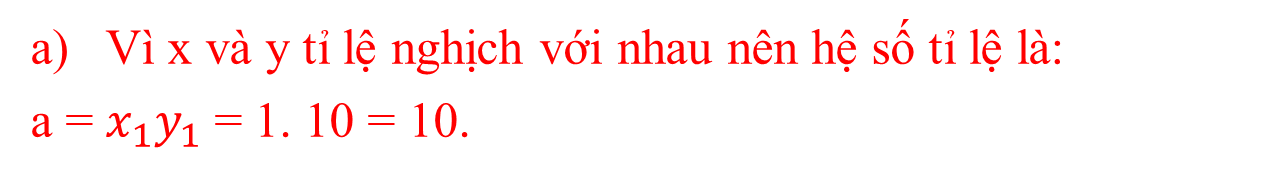 a) Vì x và y tỉ lệ nghịch với nhau nên hệ số tỉ lệ là:
a = x₁y₁ = 1. 10 = 10.